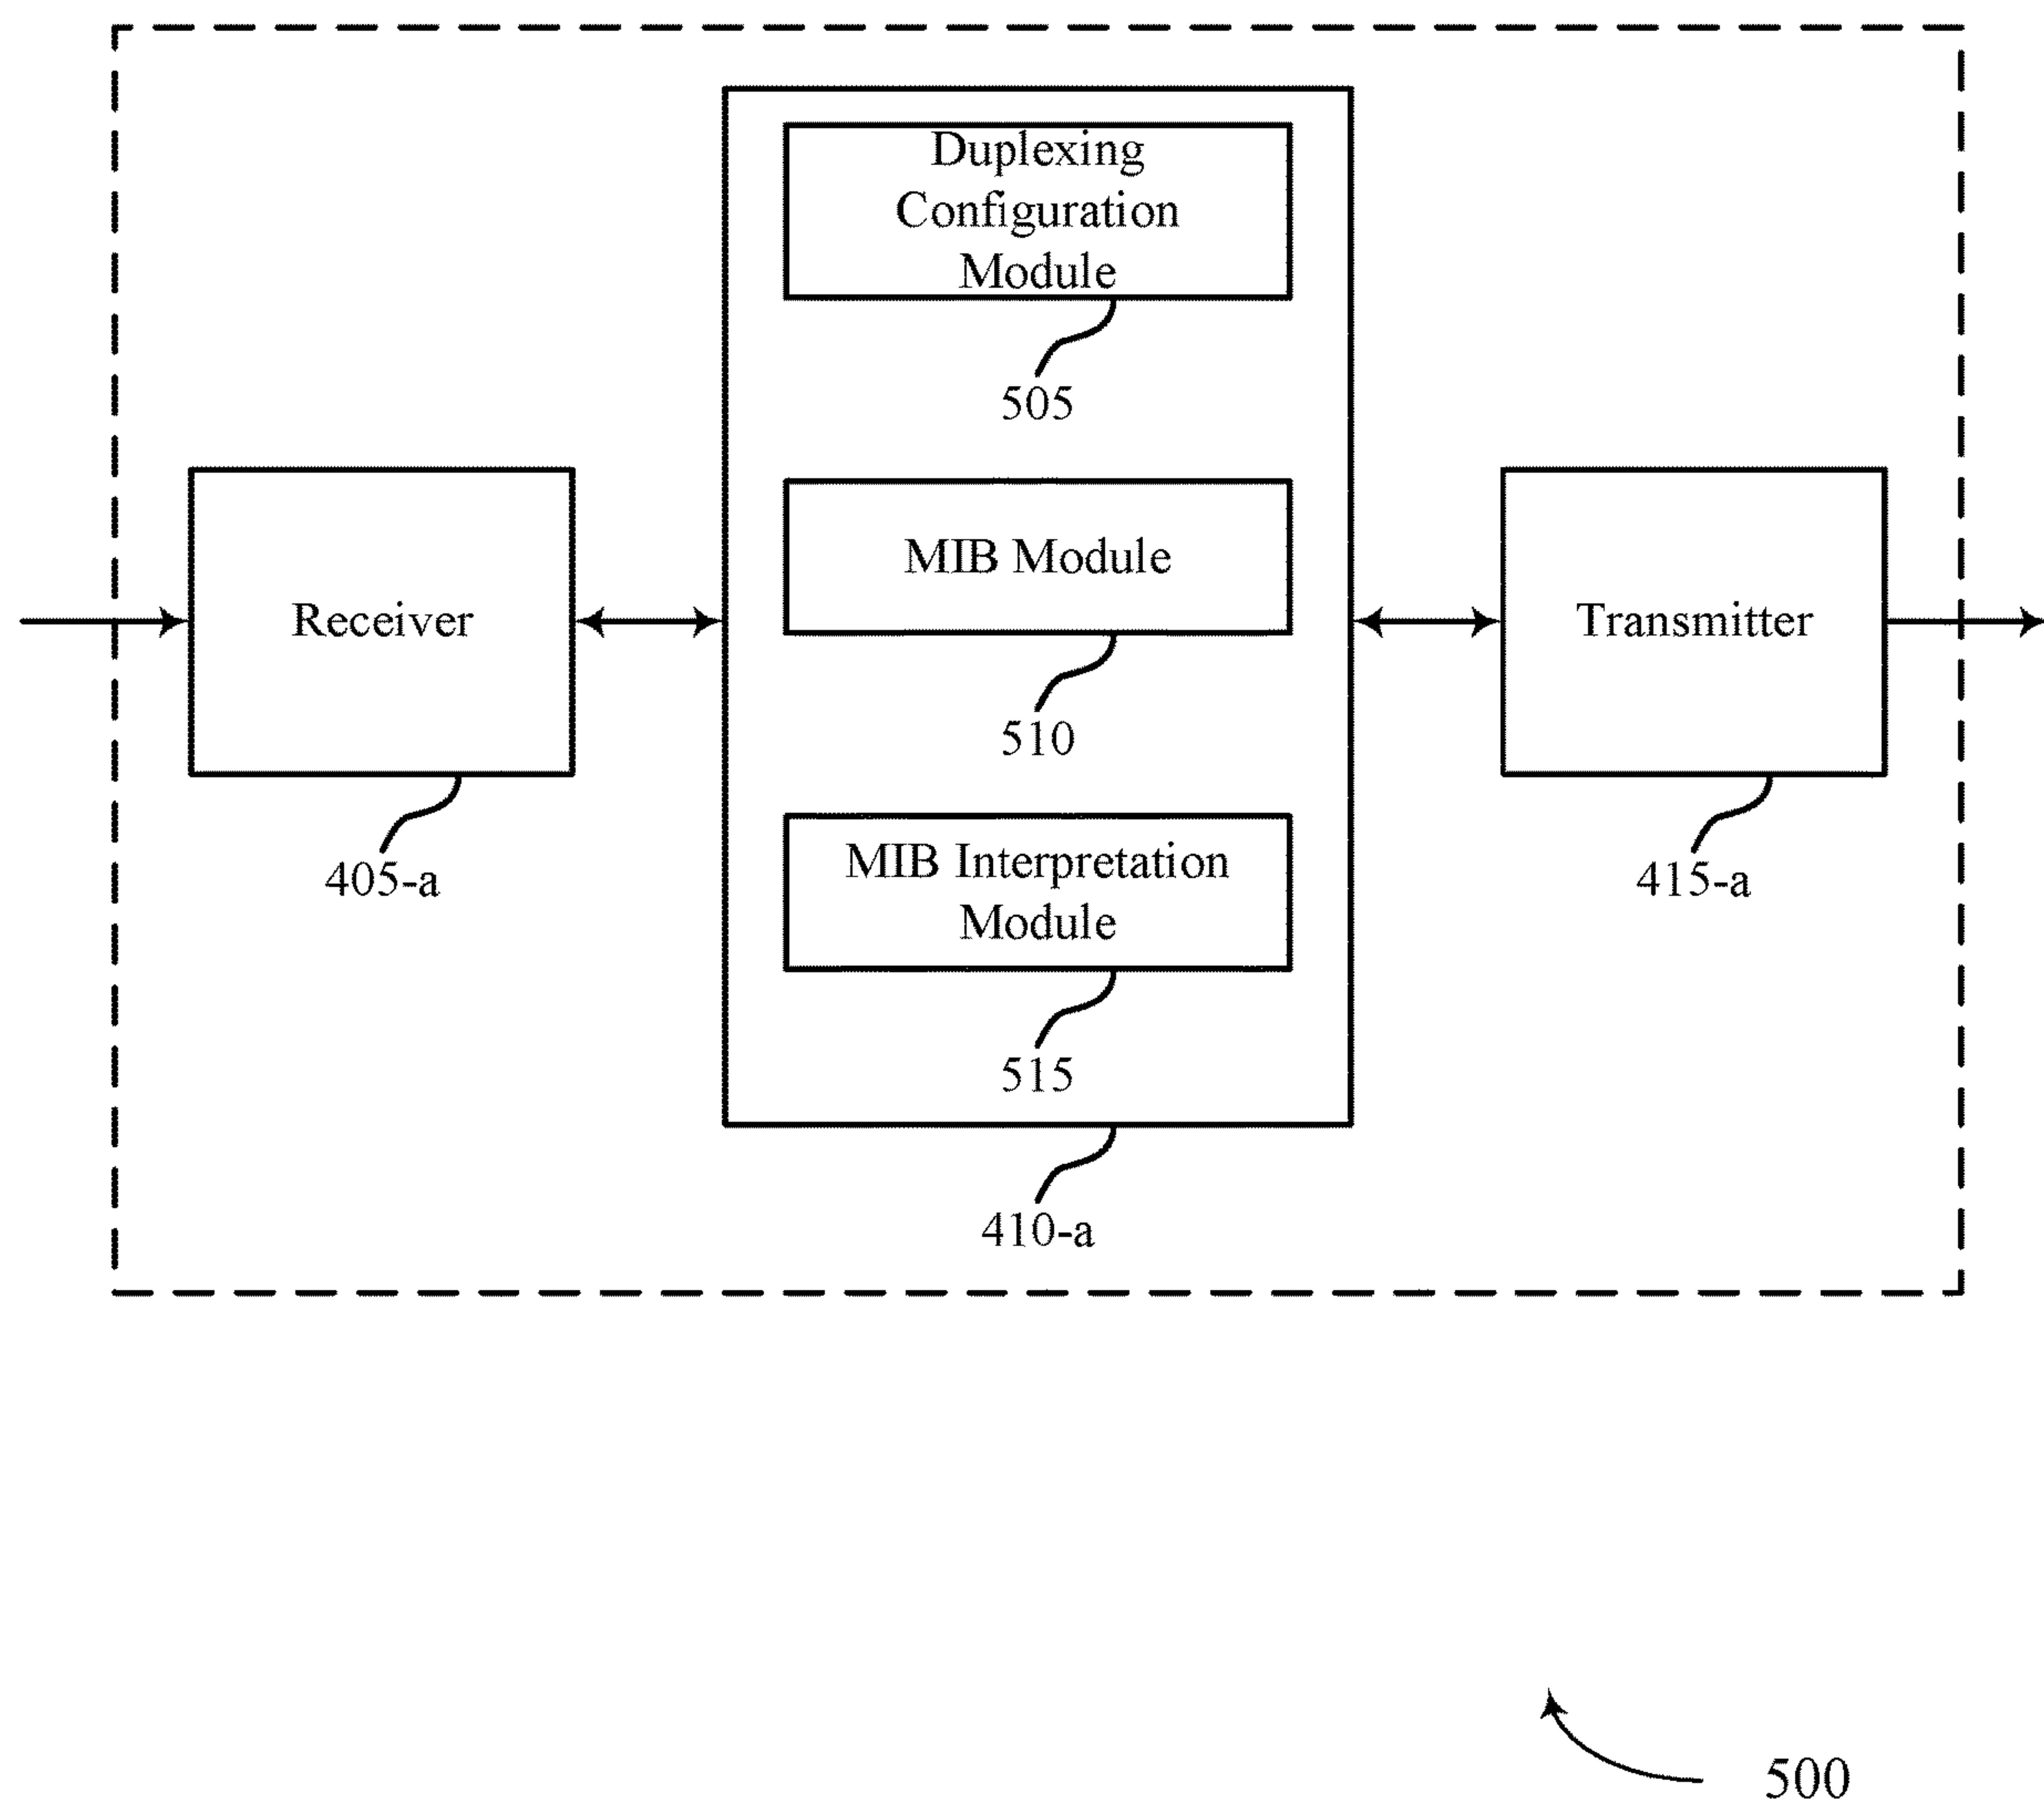 Duplexing
Configuration
Module
505
Receiver
MIB Module
Transmitter
510
405-a
MIB Interpretation
Module
415-a
515
410-a
500